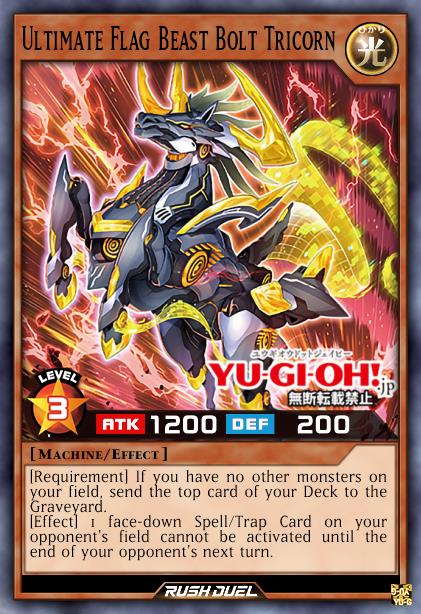 ULTIMATE FLAG BEAST BOLT TRICORN
ひかり
光
ユウギオウドットジェイピー
YU-GI-OH!.jp
無断転載禁止
LEVEL
3
ATK 1200 DEF 200
[MACHINE/EFFECT]
[Requirement] If you have no other monsters on
your field, send the top card of your Deck to the
Graveyard.
[Effect] 1 face-down Spell/Trap Card on your
opponent's field cannot be activated until the
end of your opponent's next turn.
RUSH DUEL